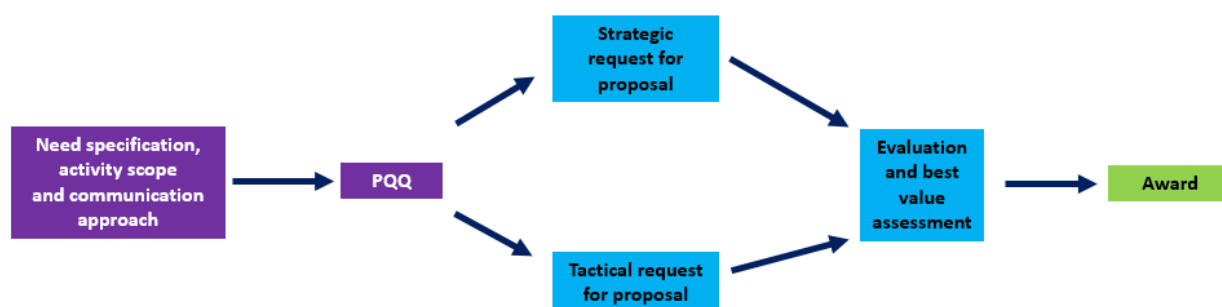 Need specification,
activity scope
and communication
approach
PQQ
Strategic
request for
proposal
Tactical request
for proposal
Evaluation
and best
value
assessment
Award